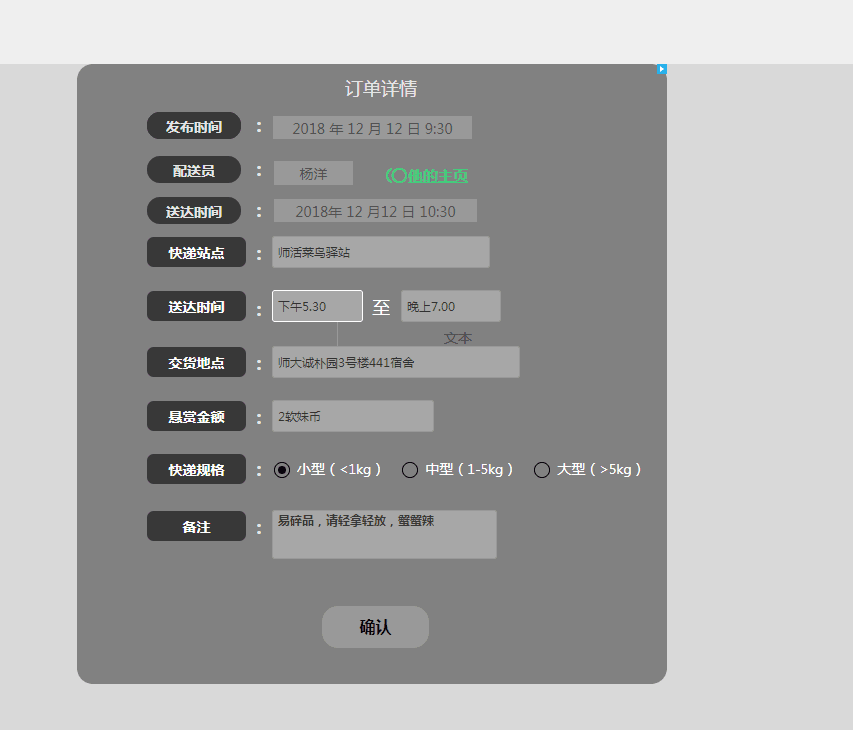 订单详情
发布时间 : 2018 年 12 月 12 日 9:30
配送员 : 杨洋 他的主页
送达时间 : 2018年 12 月12 日 10:30
快递站点 : 师活菜鸟驿站
送达时间 : 下午5.30 至 晚上7.00
文本
交货地点 : 师大诚朴园3号楼441宿舍
悬赏金额 : 2软妹币
快递规格 : 小型（<1kg） 中型（1-5kg） 大型（>5kg）
备注 : 易碎品，请轻拿轻放，蟹蟹辣
确认